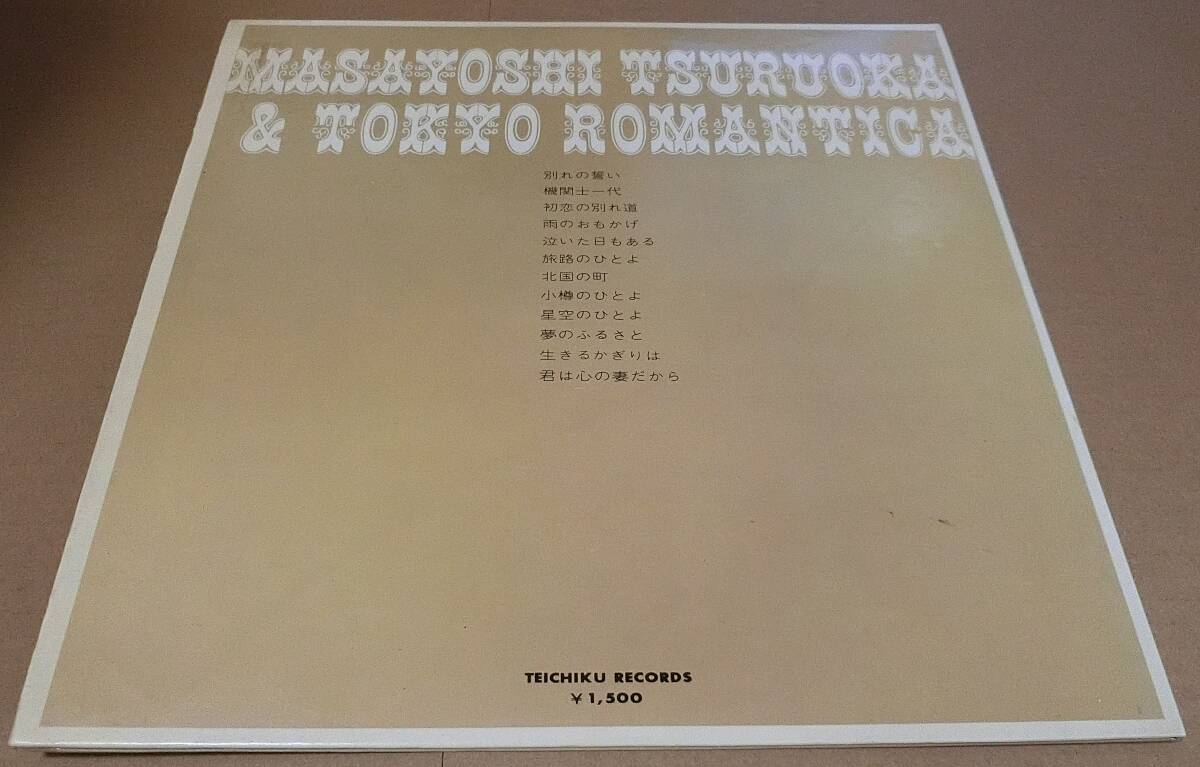 MASAYOSHI TSURUOKA
& TOKYO ROMANTICA
別れの誓い
機関士一代
初恋の別れ道
雨のおもかげ
泣いた日もある
旅路のひとよ
北国の町
小樽のひとよ
星空のひとよ
夢のふるさと
生きるかぎりは
君は心の妻だから
TEICHIKU RECORDS
¥1,500